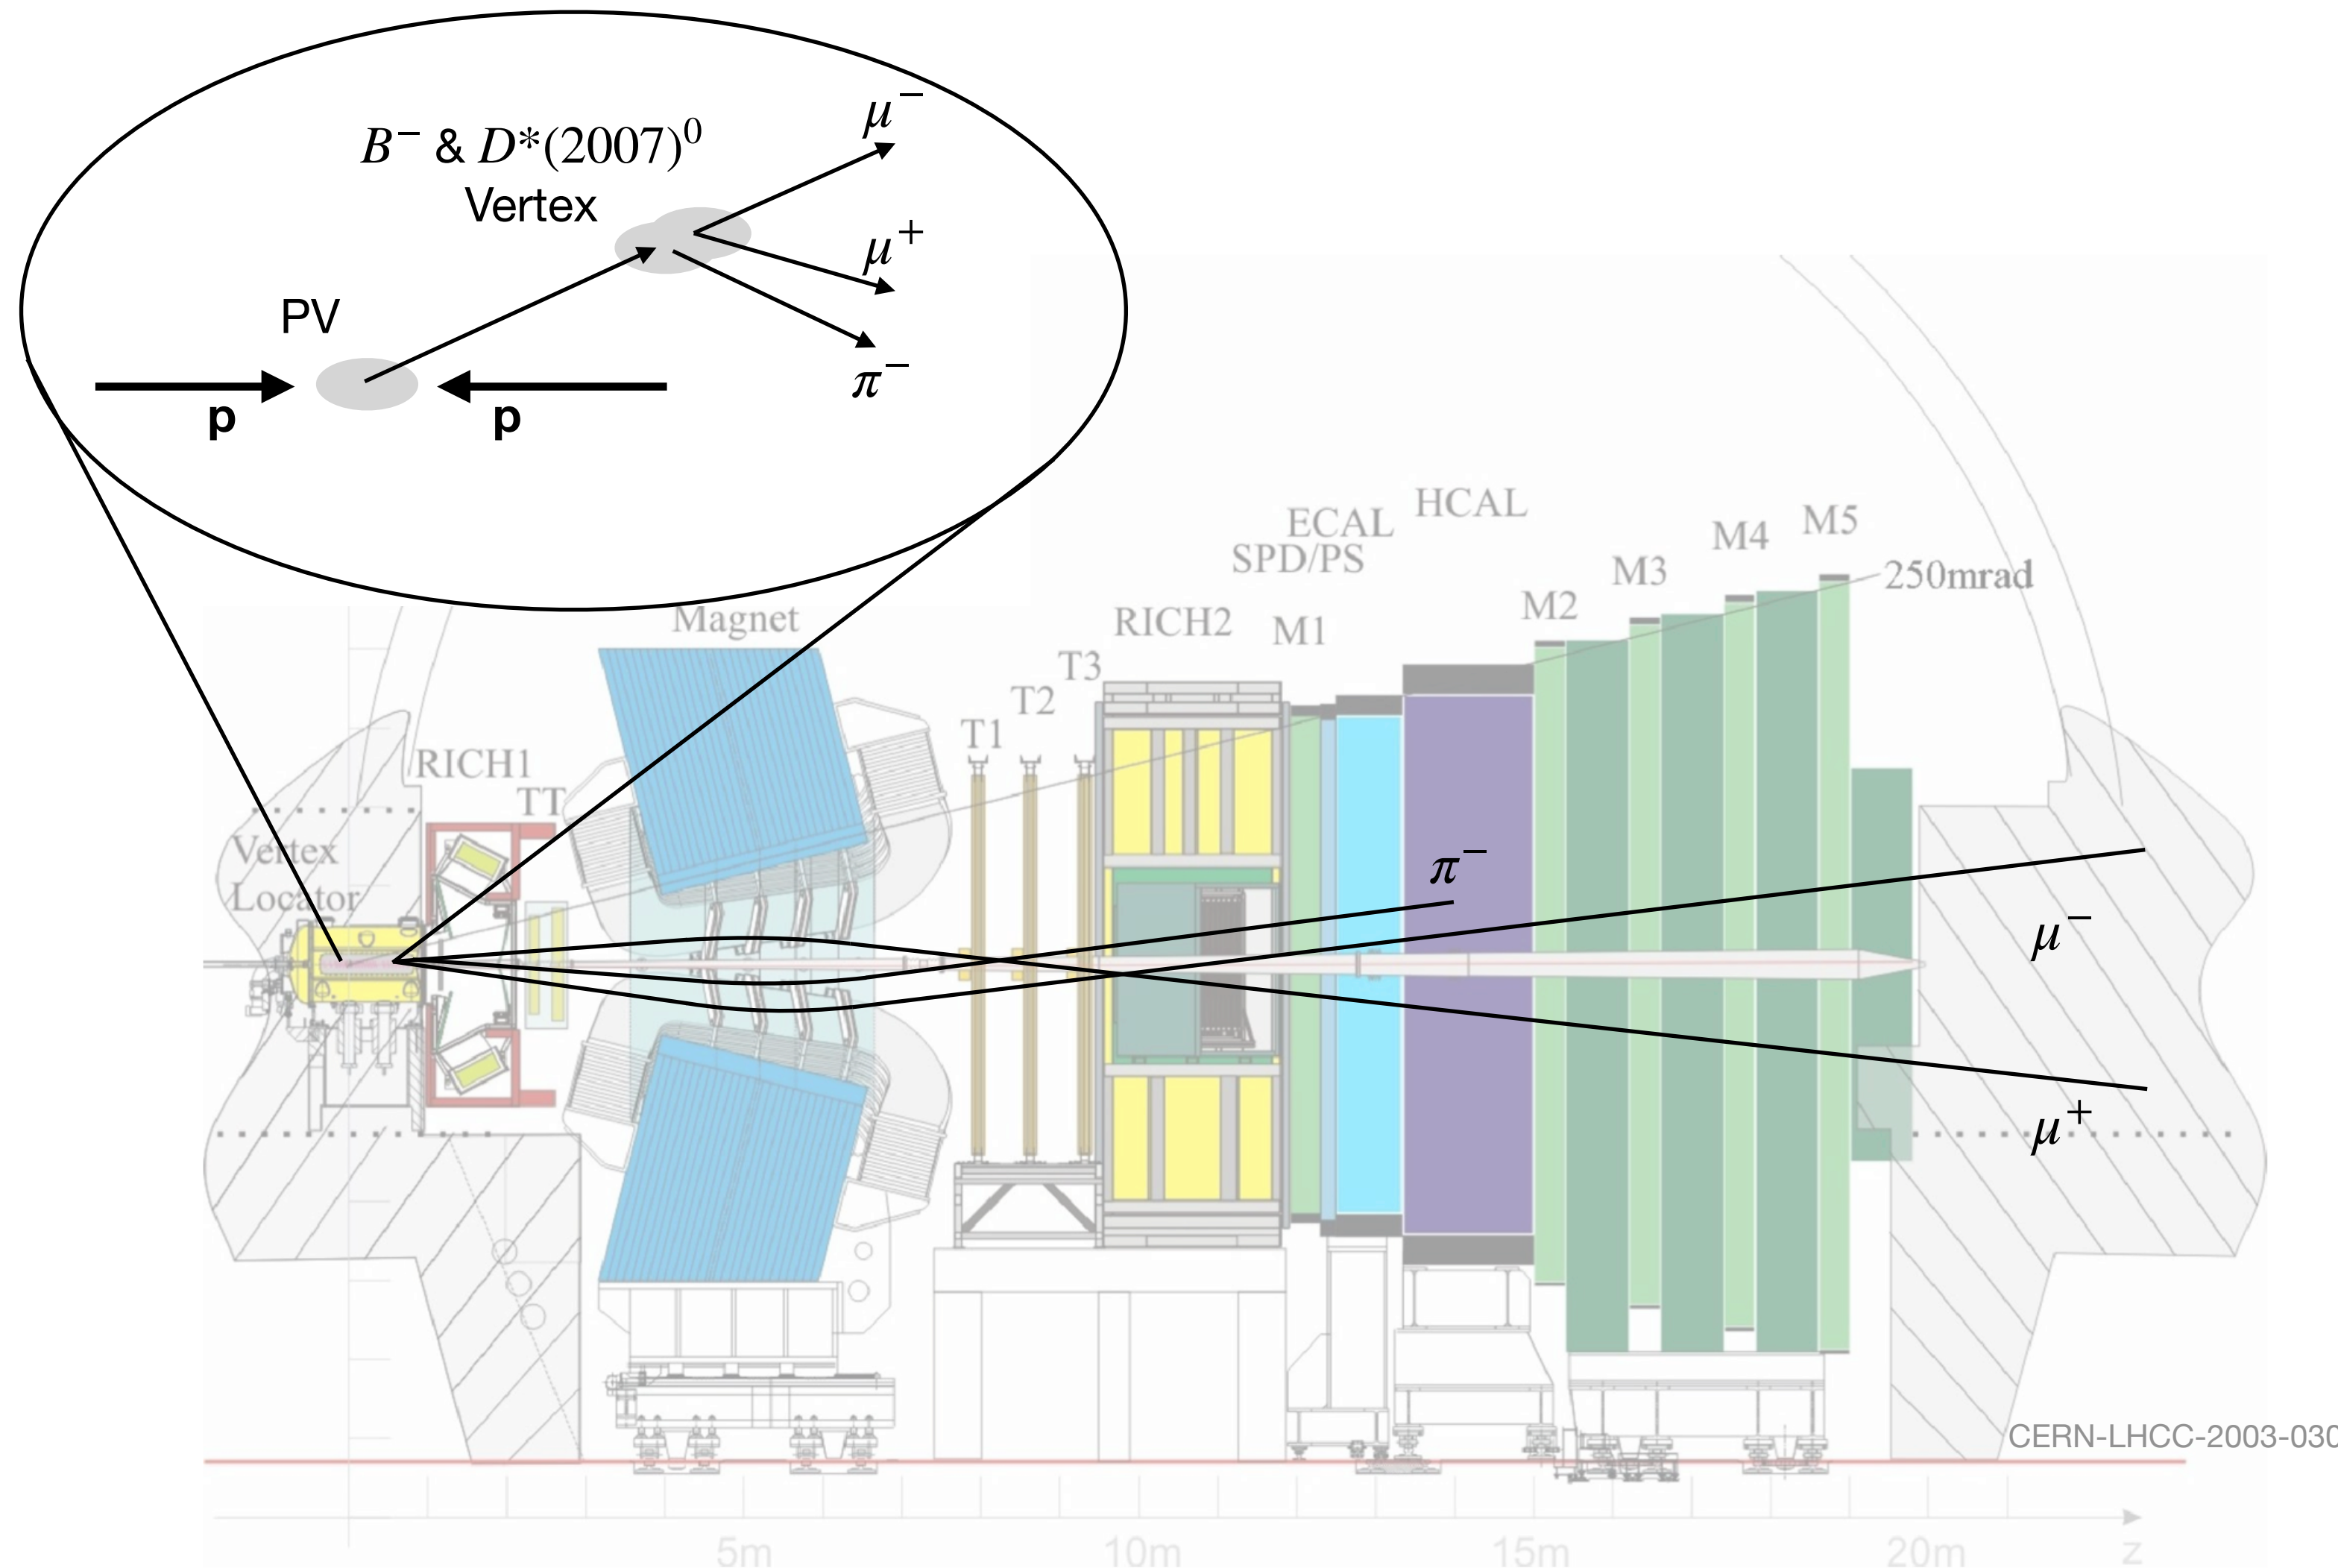 μ⁻
B⁻ & D*(2007)⁰
Vertex
μ⁺
PV
π⁻
p
p
HCAL
ECAL
SPD/PS
M5
M4
M3
250mrad
M2
Magnet
RICH2
M1
T3
T2
T1
RICH1
TT
Vertex
Locator
π⁻
μ⁻
μ⁺
CERN-LHCC-2003-030
5m
10m
15m
20m
z